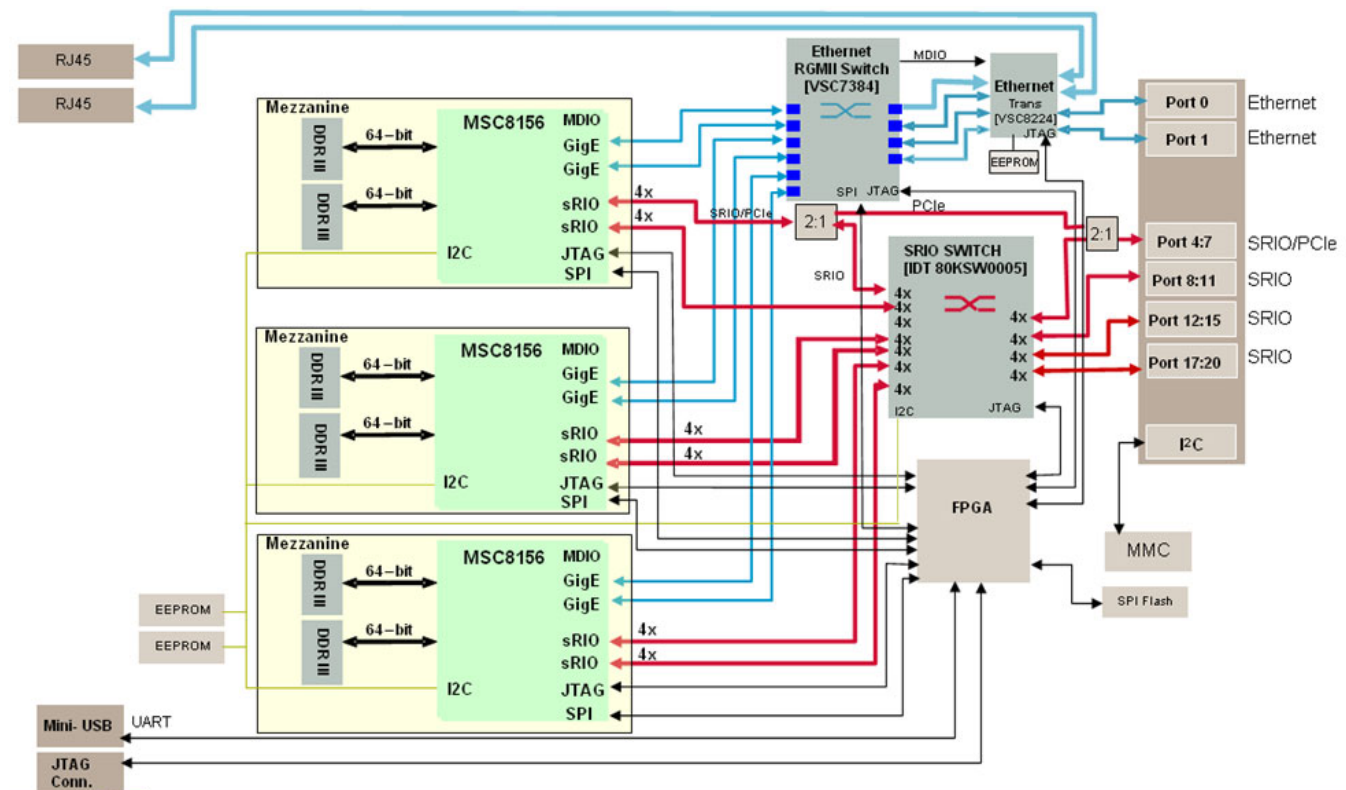 RJ45
RJ45
Ethernet
RGMII Switch
[VSC7384]
MDIO
Ethernet
Trans
[VSC8224]
JTAG
EEPROM
SPI
JTAG
Port 0
Ethernet
Port 1
Ethernet
Port 4:7
SRIO/PCIe
Port 8:11
SRIO
Port 12:15
SRIO
Port 17:20
SRIO
I²C
Mezzanine
MSC8156
DDR III
64-bit
DDR III
64-bit
MDIO
GigE
GigE
sRIO
4x
sRIO
4x
I2C
JTAG
SPI
SRIO/PCIe
2:1
PCIe
2:1
SRIO
SRIO SWITCH
[IDT 80KSW0005]
4x
4x
4x
4x
4x
4x
4x
4x
4x
4x
4x
I2C
JTAG
Mezzanine
MSC8156
DDR III
64-bit
DDR III
64-bit
MDIO
GigE
GigE
sRIO
4x
sRIO
4x
I2C
JTAG
SPI
FPGA
MMC
SPI Flash
Mezzanine
MSC8156
DDR III
64-bit
DDR III
64-bit
MDIO
GigE
GigE
sRIO
4x
sRIO
4x
I2C
JTAG
SPI
EEPROM
EEPROM
Mini- USB
UART
JTAG
Conn.